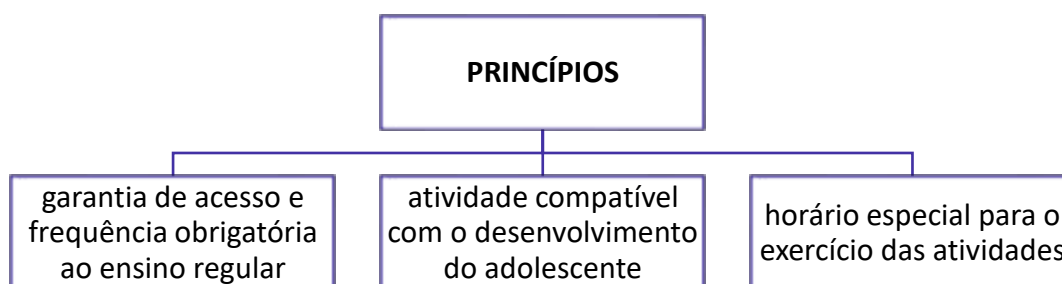 PRINCÍPIOS
garantia de acesso e
frequência obrigatória
ao ensino regular
atividade compatível
com o desenvolvimento
do adolescente
horário especial para o
exercício das atividades